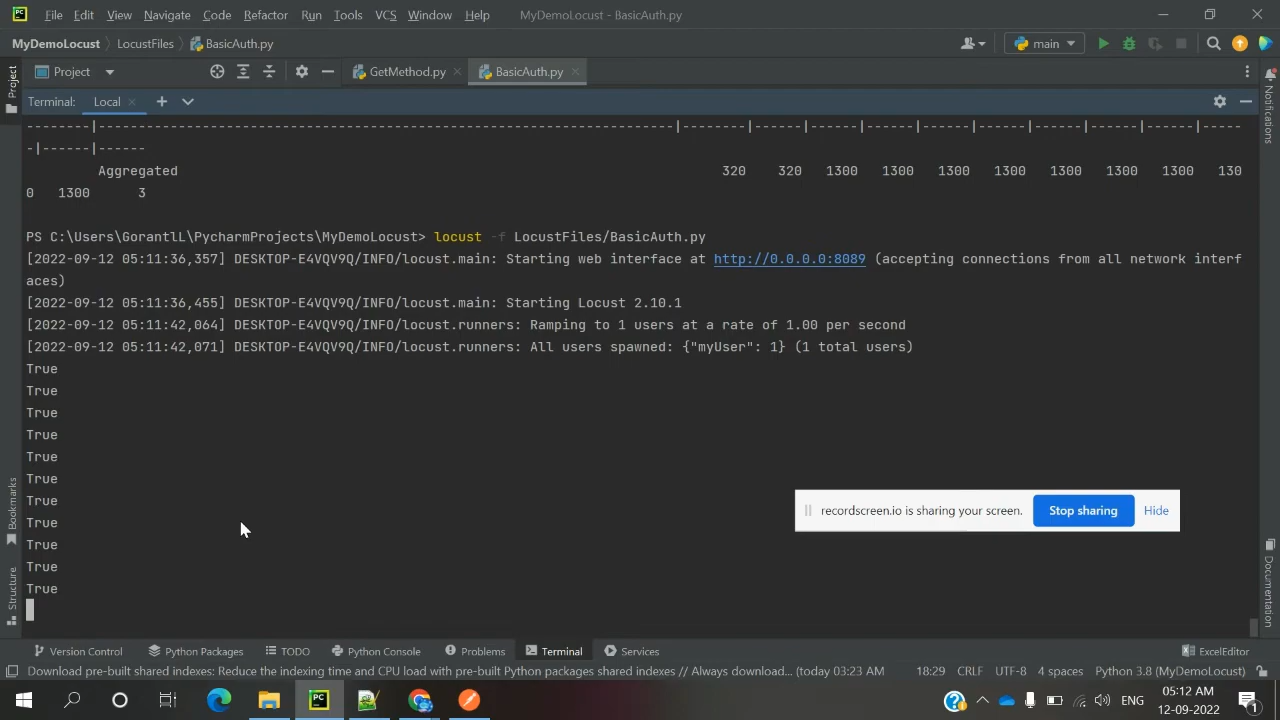 PC File Edit View Navigate Code Refactor Run Tools VCS Window Help MyDemoLocust - BasicAuth.py
MyDemoLocust LocustFiles BasicAuth.py main
Project GetMethod.py BasicAuth.py
Project
Notifications
Terminal: Local
--------|-------------------------------------------------------------------------|--------|------|------|------|------|------|------|------|------|-----
-|------|------
Aggregated 320 320 1300 1300 1300 1300 1300 1300 1300 130
0 1300 3
PS C:\Users\GorantlL\PycharmProjects\MyDemoLocust> locust -f LocustFiles/BasicAuth.py
[2022-09-12 05:11:36,357] DESKTOP-E4VQV9Q/INFO/locust.main: Starting web interface at http://0.0.0.0:8089 (accepting connections from all network interf
aces)
[2022-09-12 05:11:36,455] DESKTOP-E4VQV9Q/INFO/locust.main: Starting Locust 2.10.1
[2022-09-12 05:11:42,064] DESKTOP-E4VQV9Q/INFO/locust.runners: Ramping to 1 users at a rate of 1.00 per second
[2022-09-12 05:11:42,071] DESKTOP-E4VQV9Q/INFO/locust.runners: All users spawned: {"myUser": 1} (1 total users)
True
True
True
True
True
True
True
True
True
True
True
recordscreen.io is sharing your screen. Stop sharing Hide
Bookmarks
Structure
Documentation
Version Control Python Packages TODO Python Console Problems Terminal Services ExcelEditor
Download pre-built shared indexes: Reduce the indexing time and CPU load with pre-built Python packages shared indexes // Always download... (today 03:23 AM 18:29 CRLF UTF-8 4 spaces Python 3.8 (MyDemoLocust)
PC ENG 05:12 AM
12-09-2022 1